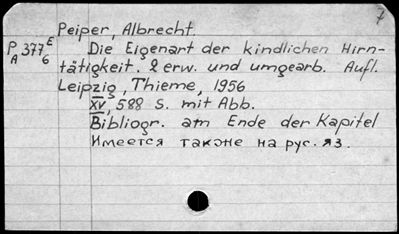 7
Peiper, Albrecht.
P A 377 E 6
Die Eigenart der kindlichen Hirn-
tätigkeit. 2 erw. und umgearb. Aufl.
Leipzig, Thieme, 1956
XV, 588 S. mit Abb.
Bibliogr. am Ende der Kapitel
Имеется также на рус. яз.